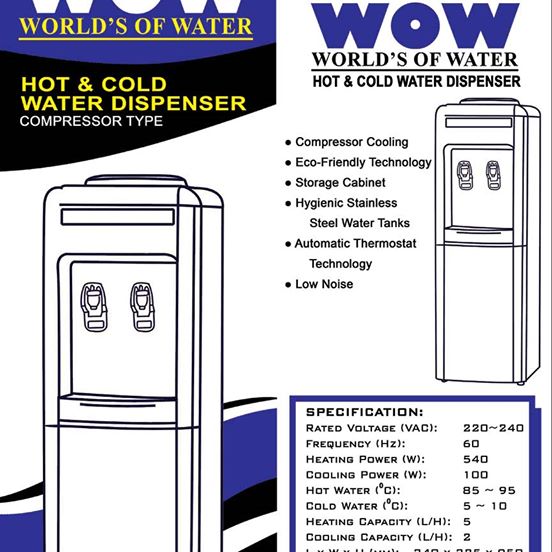 WOW
WORLD'S OF WATER
HOT & COLD
WATER DISPENSER
COMPRESSOR TYPE
WOW
WORLD'S OF WATER
HOT & COLD WATER DISPENSER
● Compressor Cooling
● Eco-Friendly Technology
● Storage Cabinet
● Hygienic Stainless
Steel Water Tanks
● Automatic Thermostat
Technology
● Low Noise
SPECIFICATION:
RATED VOLTAGE (VAC): 220~240
FREQUENCY (HZ): 60
HEATING POWER (W): 540
COOLING POWER (W): 100
HOT WATER (⁰C): 85 ~ 95
COLD WATER (⁰C): 5 ~ 10
HEATING CAPACITY (L/H): 5
COOLING CAPACITY (L/H): 2